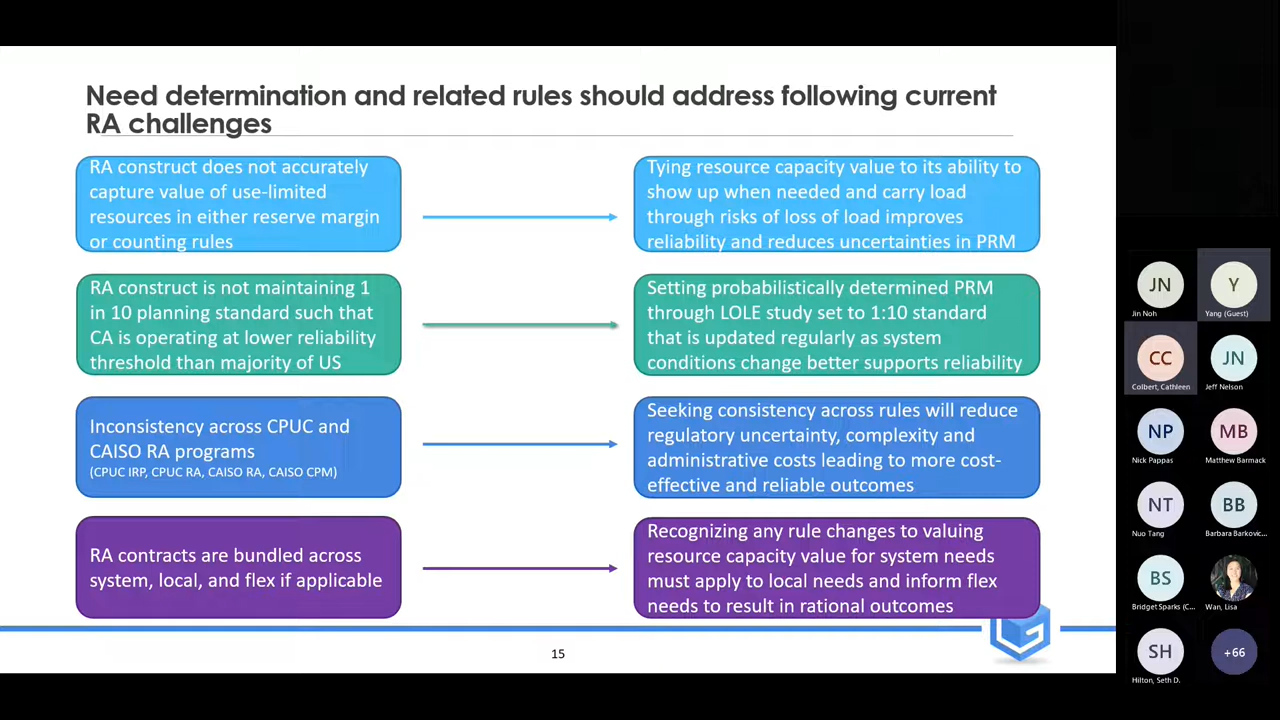 Need determination and related rules should address following current
RA challenges
RA construct does not accurately
capture value of use-limited
resources in either reserve margin
or counting rules
Tying resource capacity value to its ability to
show up when needed and carry load
through risks of loss of load improves
reliability and reduces uncertainties in PRM
RA construct is not maintaining 1
in 10 planning standard such that
CA is operating at lower reliability
threshold than majority of US
Setting probabilistically determined PRM
through LOLE study set to 1:10 standard
that is updated regularly as system
conditions change better supports reliability
Inconsistency across CPUC and
CAISO RA programs
(CPUC IRP, CPUC RA, CAISO RA, CAISO CPM)
Seeking consistency across rules will reduce
regulatory uncertainty, complexity and
administrative costs leading to more cost-
effective and reliable outcomes
RA contracts are bundled across
system, local, and flex if applicable
Recognizing any rule changes to valuing
resource capacity value for system needs
must apply to local needs and inform flex
needs to result in rational outcomes
15
JN
Jin Noh
Y
Yang (Guest)
CC
Colbert, Cathleen
JN
Jeff Nelson
NP
Nick Pappas
MB
Matthew Barmack
NT
Nuo Tang
BB
Barbara Barkovic...
BS
Bridget Sparks (C...
Wan, Lisa
SH
Hilton, Seth D.
+66